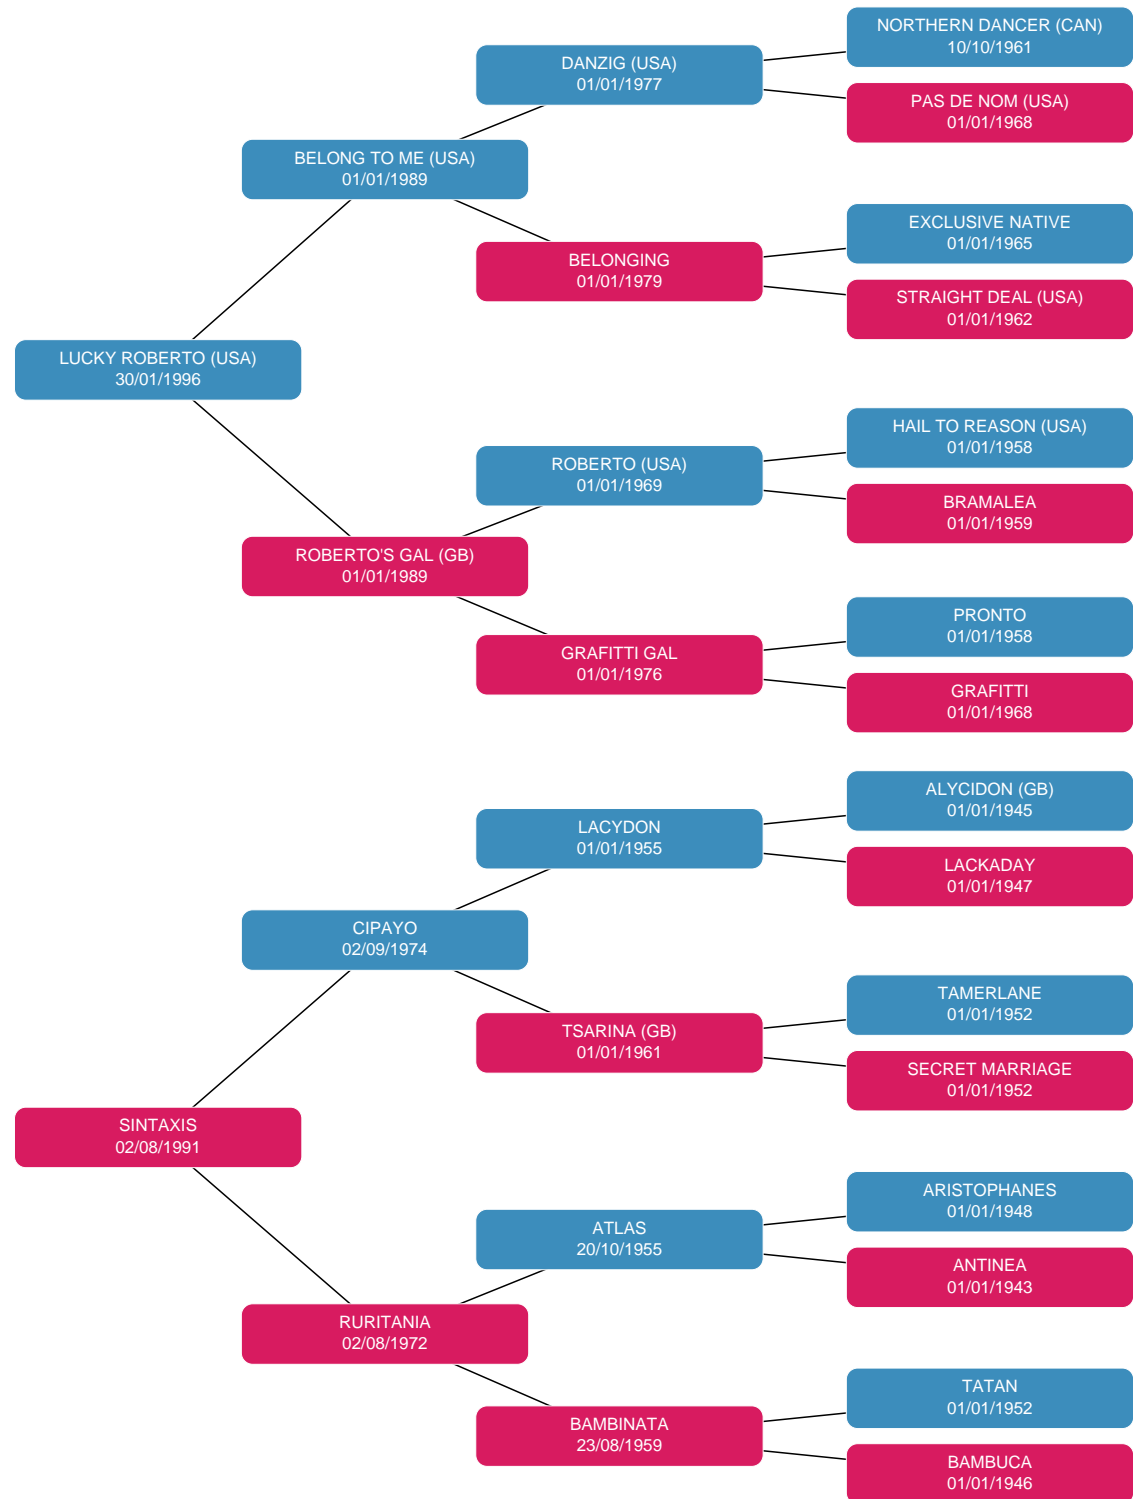 NORTHERN DANCER (CAN)
10/10/1961
DANZIG (USA)
01/01/1977
PAS DE NOM (USA)
01/01/1968
BELONG TO ME (USA)
01/01/1989
EXCLUSIVE NATIVE
01/01/1965
BELONGING
01/01/1979
STRAIGHT DEAL (USA)
01/01/1962
LUCKY ROBERTO (USA)
30/01/1996
HAIL TO REASON (USA)
01/01/1958
ROBERTO (USA)
01/01/1969
BRAMALEA
01/01/1959
ROBERTO'S GAL (GB)
01/01/1989
PRONTO
01/01/1958
GRAFITTI GAL
01/01/1976
GRAFITTI
01/01/1968
ALYCIDON (GB)
01/01/1945
LACYDON
01/01/1955
LACKADAY
01/01/1947
CIPAYO
02/09/1974
TAMERLANE
01/01/1952
TSARINA (GB)
01/01/1961
SECRET MARRIAGE
01/01/1952
SINTAXIS
02/08/1991
ARISTOPHANES
01/01/1948
ATLAS
20/10/1955
ANTINEA
01/01/1943
RURITANIA
02/08/1972
TATAN
01/01/1952
BAMBINATA
23/08/1959
BAMBUCA
01/01/1946